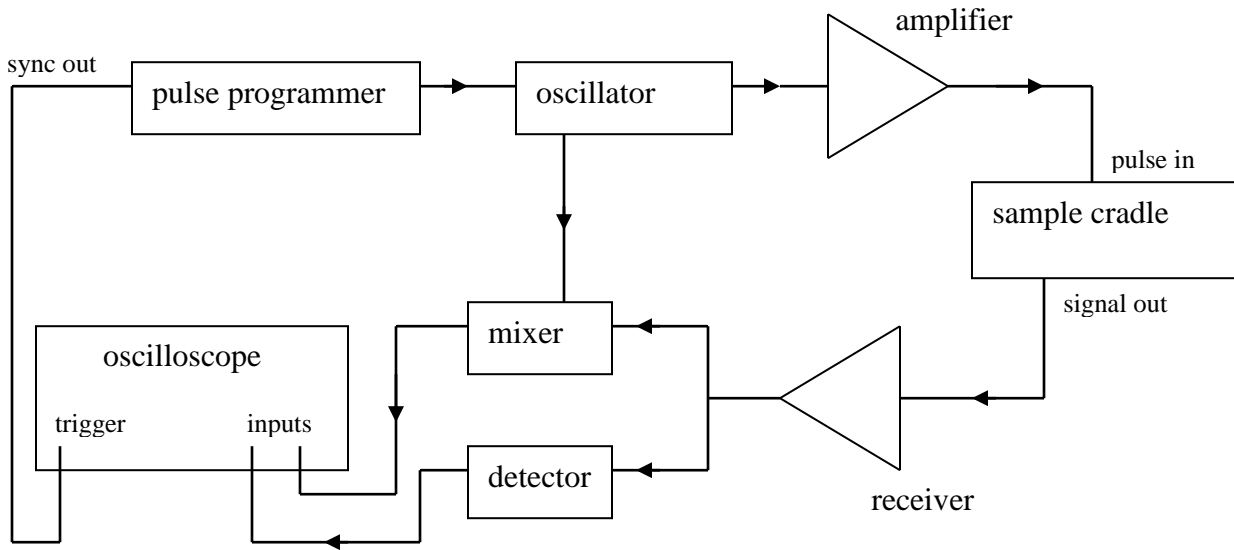 amplifier
sync out
pulse programmer
oscillator
pulse in
sample cradle
signal out
mixer
oscilloscope
trigger
inputs
detector
receiver